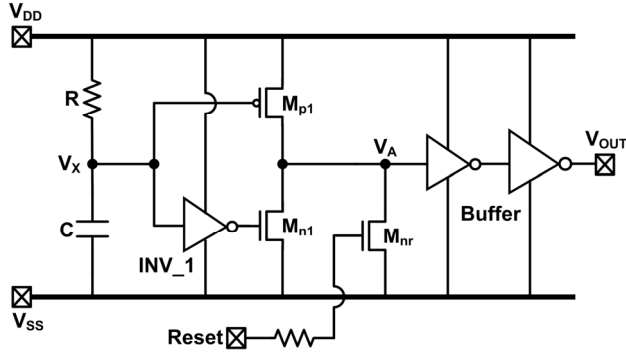 VDD
R
Mp1
VX
VA
VOUT
C
Mn1
Mnr
Buffer
INV_1
VSS
Reset